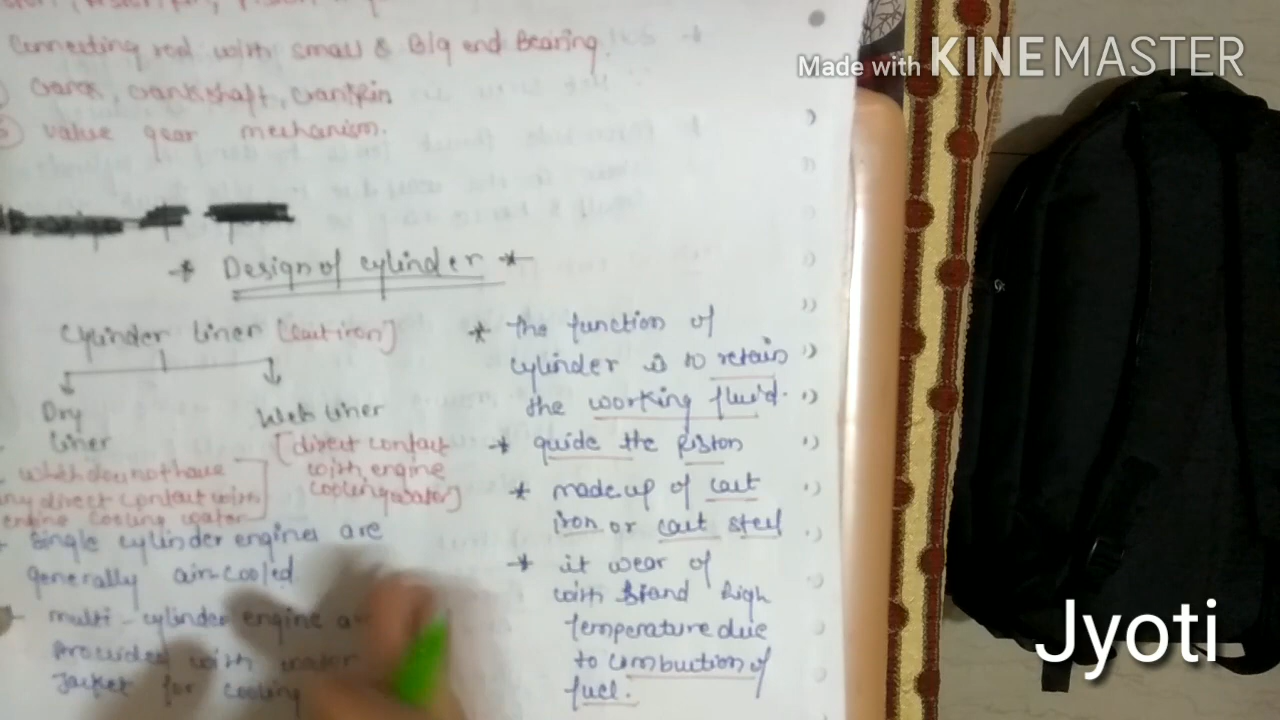 Connecting rod with small & Big end Bearing.
Crank, Crankshaft, Crankpin
value gear mechanism.
* Design of cylinder *
Cylinder liner [cast iron]
Dry
liner
Wet liner
which do not have
any direct contact with
engine cooling water
[direct contact
with engine
cooling water]
Single cylinder engines are
generally air-cooled
multi-cylinder engine
Provided with water
Jacket for cooling
* the function of
cylinder is to retain
the working fluid.
* guide the Piston
* made up of cast
iron or cast steel
* it wear of
with stand high
temperature due
to combustion of
fuel.
Made with KINEMASTER
Jyoti